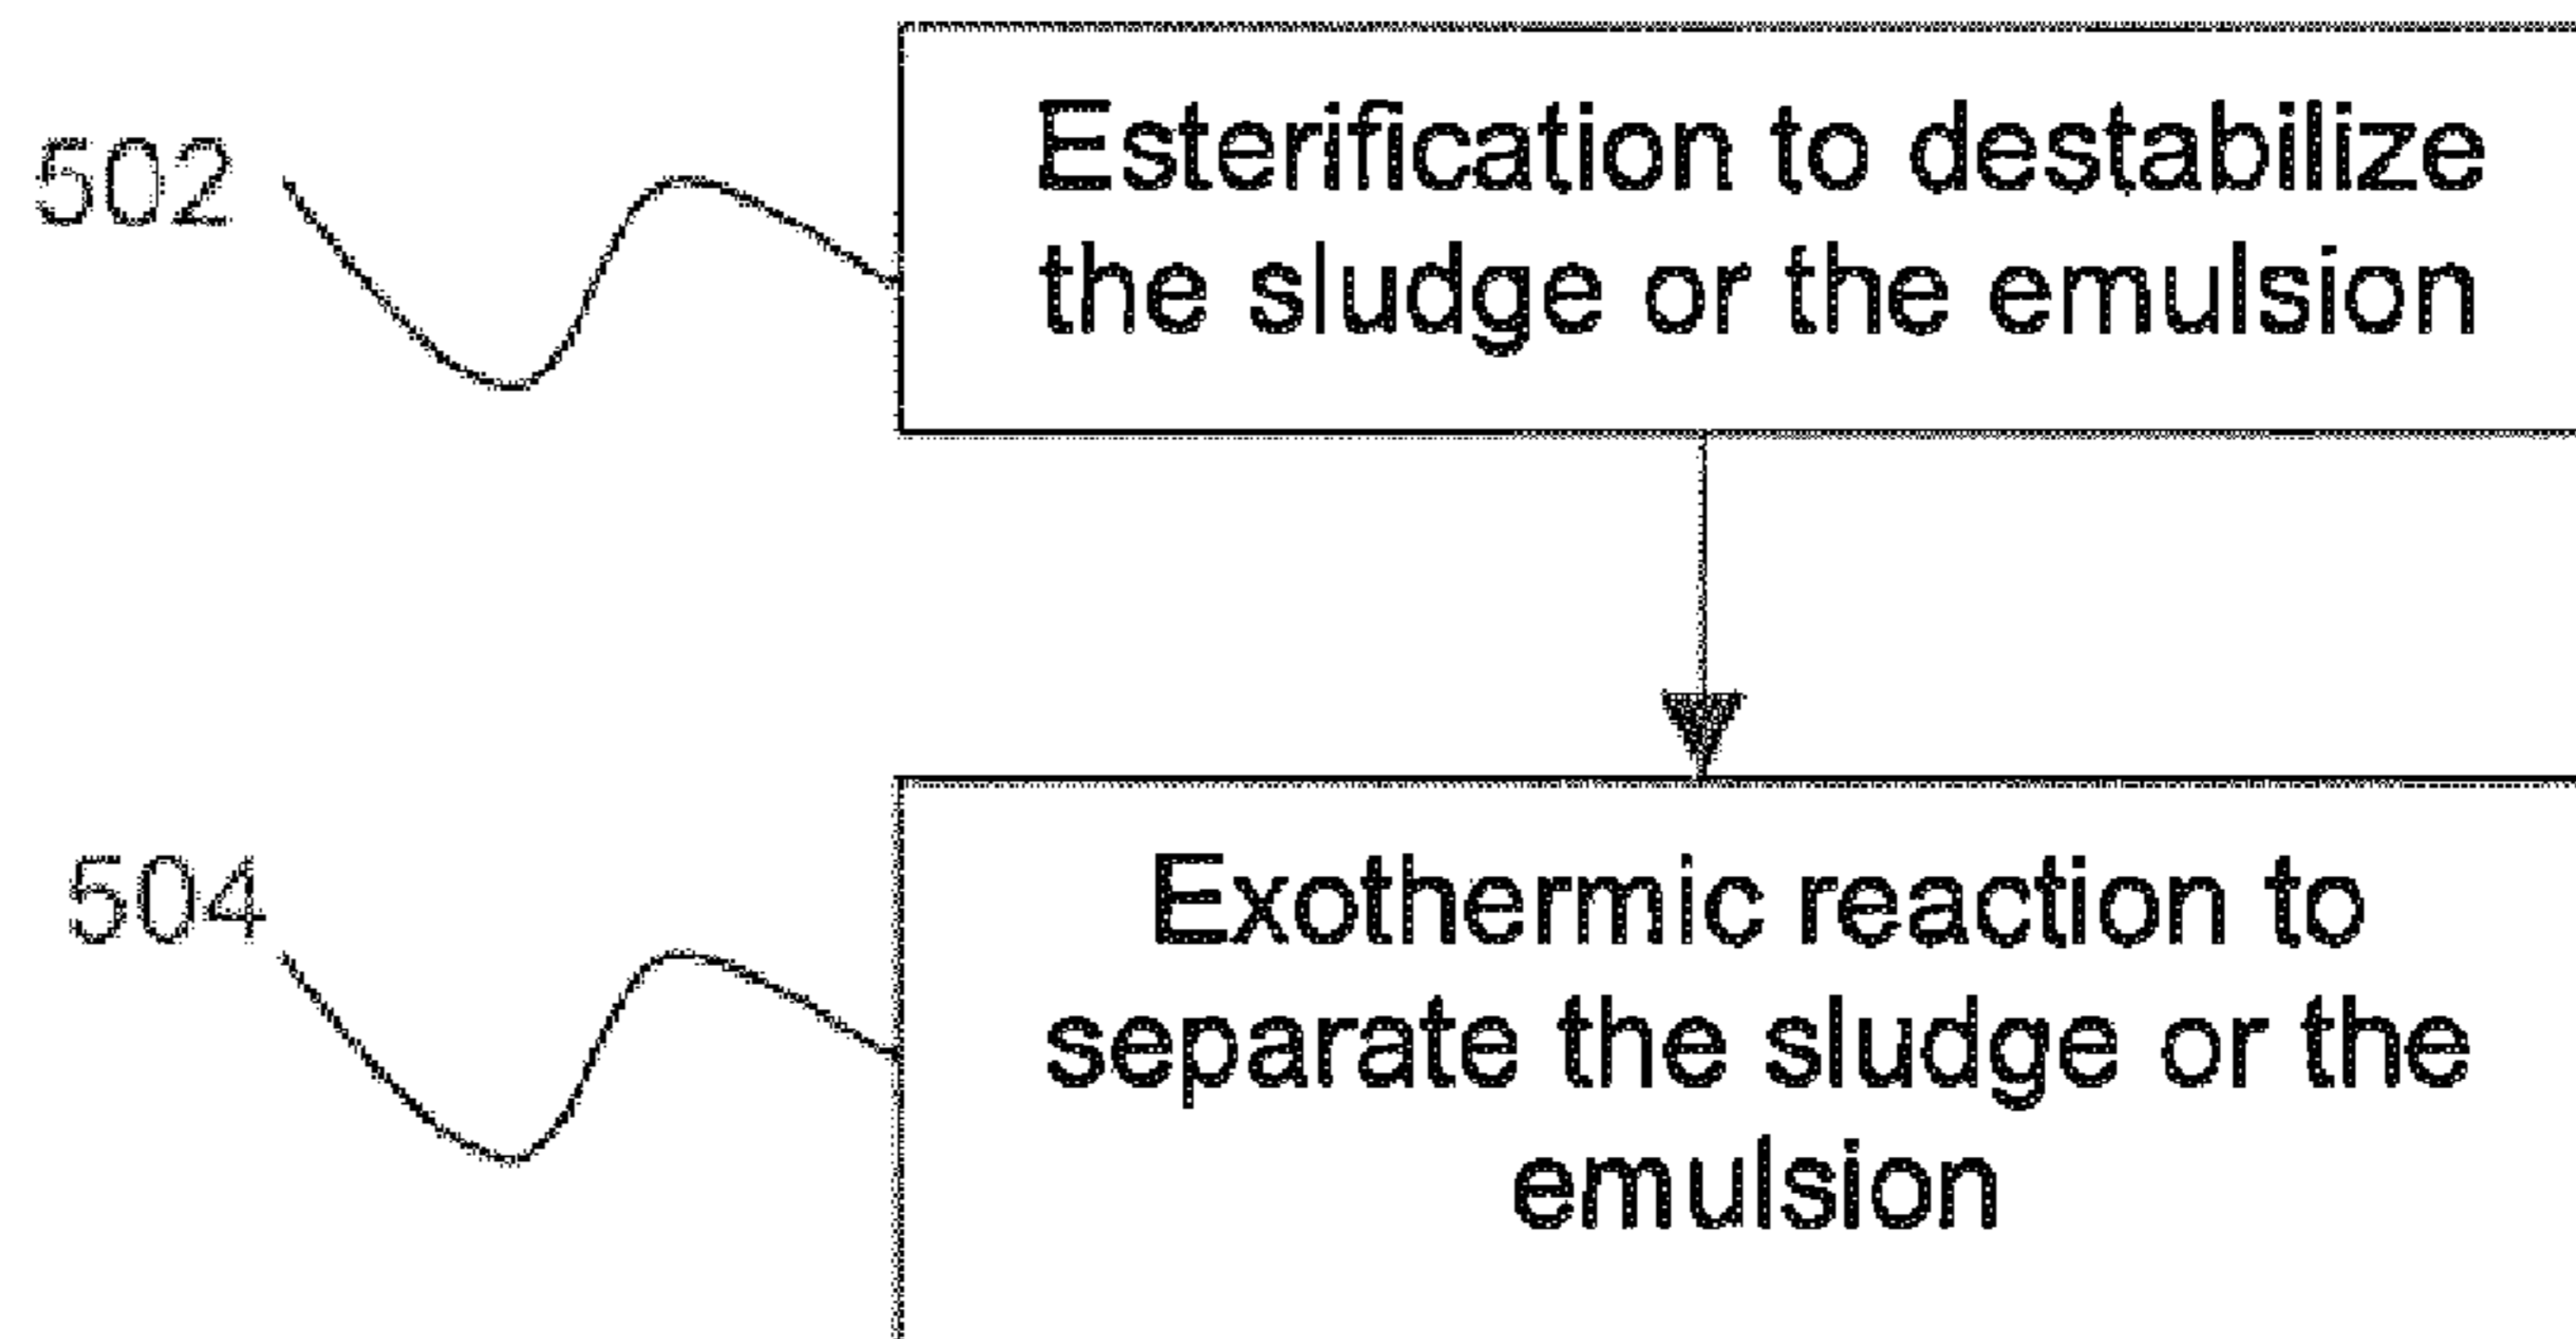 502
Esterification to destabilize
the sludge or the emulsion
504
Exothermic reaction to
separate the sludge or the
emulsion